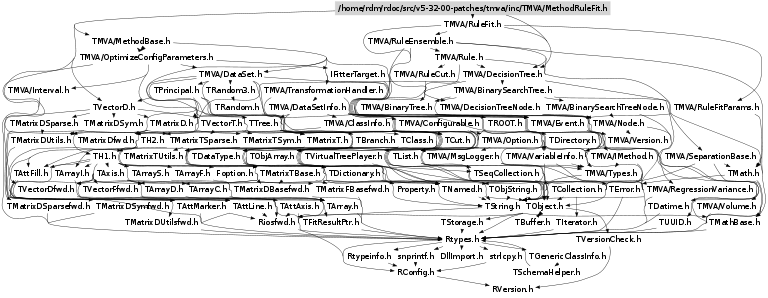 /home/rdm/rdoc/src/v5-32-00-patches/tmva/inc/TMVA/MethodRuleFit.h
TMVA/RuleFit.h
TMVA/MethodBase.h TMVA/RuleEnsemble.h
TMVA/OptimizeConfigParameters.h TMVA/Rule.h
TMVA/DataSet.h IFitterTarget.h TMVA/RuleCut.h TMVA/DecisionTree.h
TMVA/Interval.h TPrincipal.h TRandom3.h TMVA/TransformationHandler.h TMVA/BinarySearchTree.h
TVectorD.h TRandom.h TMVA/DataSetInfo.h TMVA/BinaryTree.h TMVA/DecisionTreeNode.h TMVA/BinarySearchTreeNode.h TMVA/RuleFitParams.h
TMatrixDSparse.h TMatrixDSym.h TMatrixD.h TVectorT.h TTree.h TMVA/ClassInfo.h TMVA/Configurable.h TROOT.h TMVA/Event.h TMVA/Node.h
TMatrixDUtils.h TMatrixDfwd.h TH2.h TMatrixTSparse.h TMatrixTSym.h TMatrixT.h TBranch.h TClass.h TCut.h TMVA/Option.h TDirectory.h TMVA/Version.h
TH1.h TMatrixTUtils.h TDataType.h TObjArray.h TVirtualTreePlayer.h TList.h TMVA/MsgLogger.h TMVA/VariableInfo.h TMVA/Method.h TMVA/SeparationBase.h
TAttFill.h TArrayI.h TAxis.h TArrayS.h TArrayF.h Foption.h TMatrixTBase.h TDictionary.h TSeqCollection.h TMVA/Types.h TMath.h
TVectorDfwd.h TVectorFfwd.h TArrayD.h TArrayC.h TMatrixDBasefwd.h TMatrixFBasefwd.h Property.h TNamed.h TObjString.h TCollection.h TError.h TMVA/RegressionVariance.h
TMatrixDSparsefwd.h TMatrixDSymfwd.h TAttMarker.h TAttLine.h TAttAxis.h TArray.h TString.h TObject.h TDatime.h TMVA/Volume.h
TMatrixDUtilsfwd.h Riosfwd.h TFitResultPtr.h TStorage.h TBuffer.h TIterator.h TUUID.h TMathBase.h
Rtypes.h TVersionCheck.h
Rtypeinfo.h snprintf.h DllImport.h strlcpy.h TGenericClassInfo.h
RConfig.h TSchemaHelper.h
RVersion.h